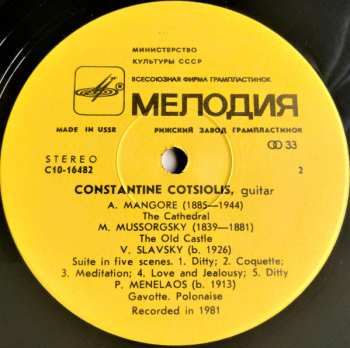 МИНИСТЕРСТВО
КУЛЬТУРЫ СССР
ВСЕСОЮЗНАЯ ФИРМА ГРАМПЛАСТИНОК
МЕЛОДИЯ
MADE IN USSR РИЖСКИЙ ЗАВОД ГРАМПЛАСТИНОК
STEREO 33
C10-16482 2
CONSTANTINE COTSIOLIS, guitar
A. MANGORE (1885—1944)
The Cathedral
M. MUSSORGSKY (1839—1881)
The Old Castle
V. SLAVSKY (b. 1926)
Suite in five scenes. 1. Ditty; 2. Coquette;
3. Meditation; 4. Love and Jealousy; 5. Ditty
P. MENELAOS (b. 1913)
Gavotte. Polonaise
Recorded in 1981